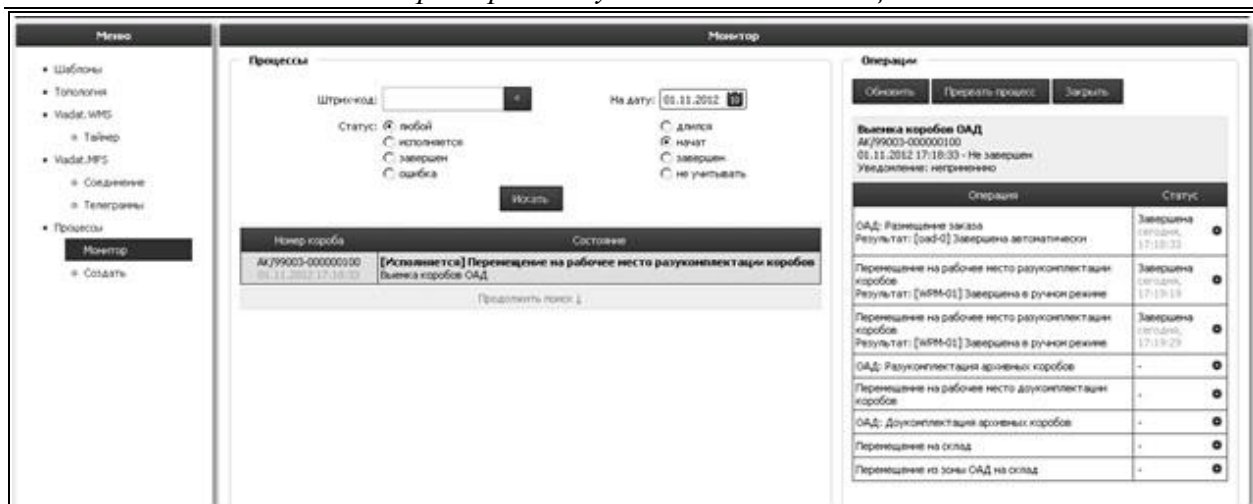 Меню
• Шаблоны
• Топология
• Viadat.WMS
Таймер
• Viadat.MFS
Соединение
Телеграммы
• Процессы
Монитор
Создать
Монитор
Процессы
Штрих-код:
<
На дату: 01.11.2012
Статус: любой
исполняется
завершен
ошибка
длился
начат
завершен
не учитывать
Искать
Номер короба Состояние
АК/99003-000000100 [Исполняется] Перемещение на рабочее место разукомплектации коробов
01.11.2012 17:18:33 Выемка коробов ОАД
Продолжить поиск ↓
Операции
Обновить Прервать процесс Закрыть
Выемка коробов ОАД
АК/99003-000000100
01.11.2012 17:18:33 - Не завершен
Уведомление: неприменимо
Операция Статус
ОАД: Размещение заказа
Результат: [oad-0] Завершена автоматически
Завершена
сегодня,
17:18:33
Перемещение на рабочее место разукомплектации
коробов
Результат: [WPM-01] Завершена в ручном режиме
Завершена
сегодня,
17:19:19
Перемещение на рабочее место разукомплектации
коробов
Результат: [WPM-01] Завершена в ручном режиме
Завершена
сегодня,
17:19:29
ОАД: Разукомплектация архивных коробов -
Перемещение на рабочее место доукомплектации
коробов
-
ОАД: Доукомплектация архивных коробов -
Перемещение на склад -
Перемещение из зоны ОАД на склад -